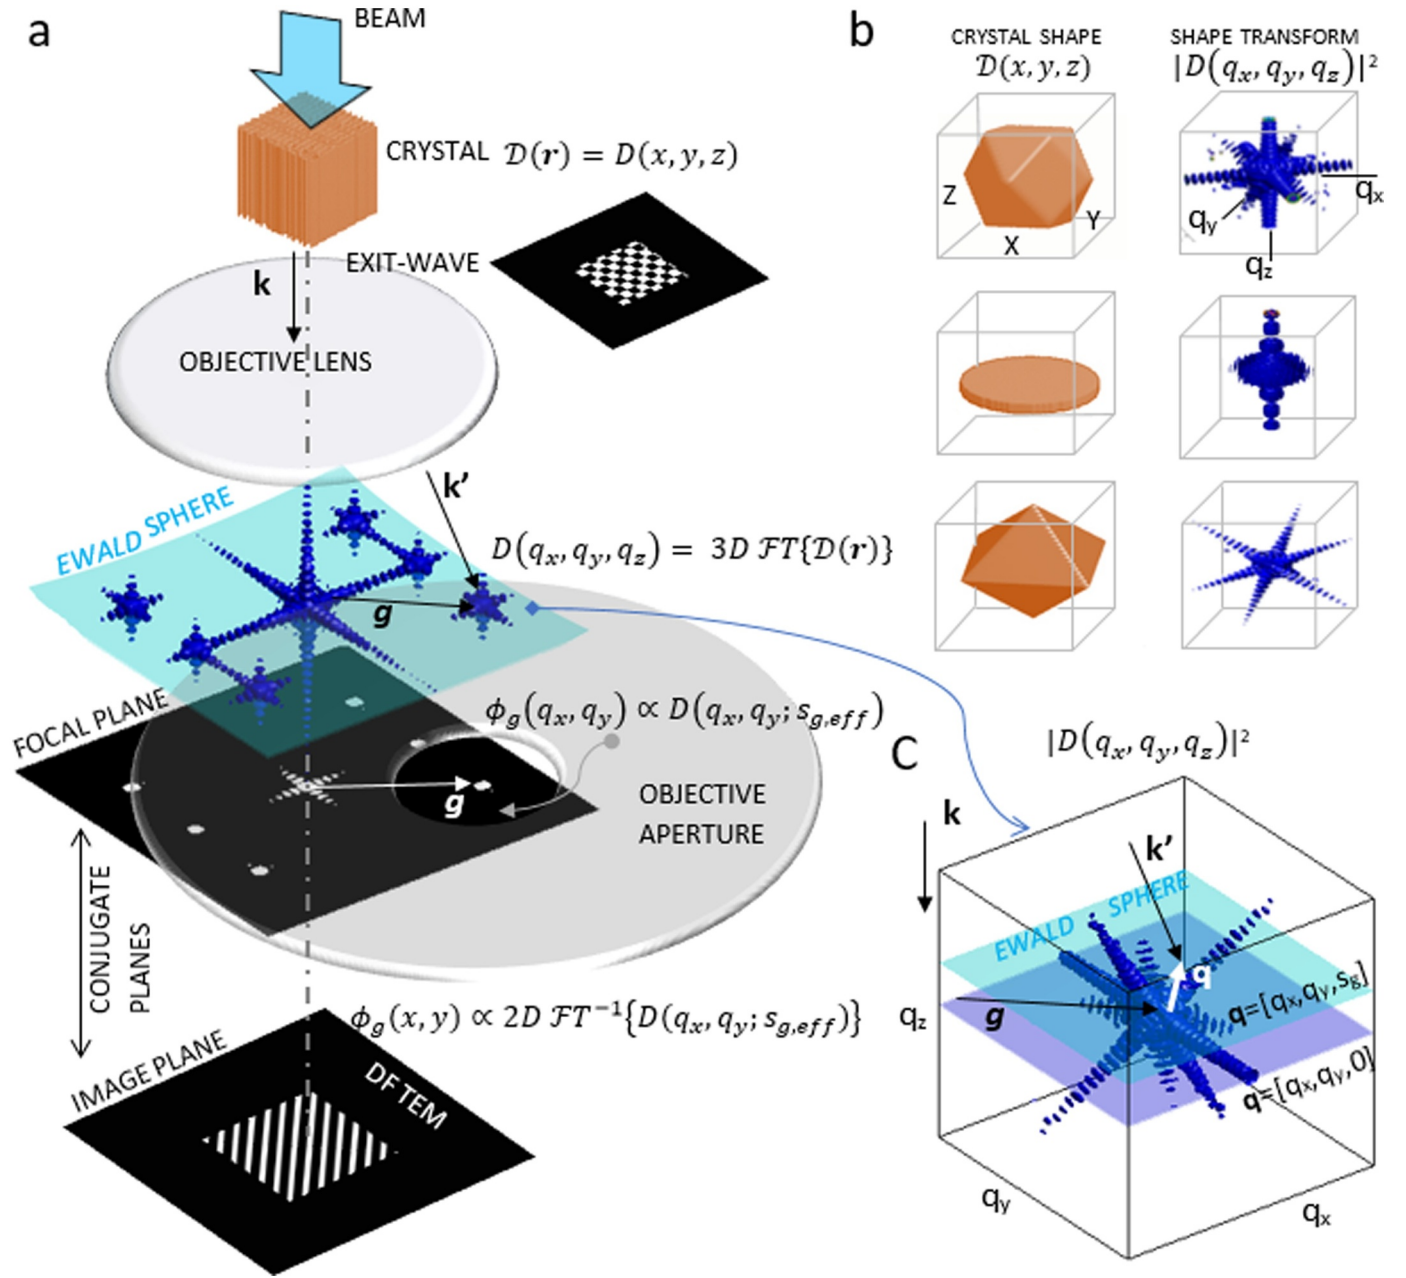 a
BEAM
CRYSTAL 𝒟(r) = D(x, y, z)
EXIT-WAVE
k
OBJECTIVE LENS
k'
EWALD SPHERE
D(qx, qy, qz) = 3D ℱT{𝒟(r)}
g
FOCAL PLANE
ϕg(qx, qy) ∝ D(qx, qy; sg,eff)
g
OBJECTIVE
APERTURE
CONJUGATE
PLANES
ϕg(x, y) ∝ 2D ℱT⁻¹{D(qx, qy; sg,eff)}
IMAGE PLANE
DF TEM
b
CRYSTAL SHAPE
𝒟(x, y, z)
SHAPE TRANSFORM
|D(qx, qy, qz)|²
Z
Y
X
qx
qy
qz
C
|D(qx, qy, qz)|²
k
k'
EWALD SPHERE
q
g
q=[qx,qy,sg]
qz
q=[qx,qy,0]
qy
qx